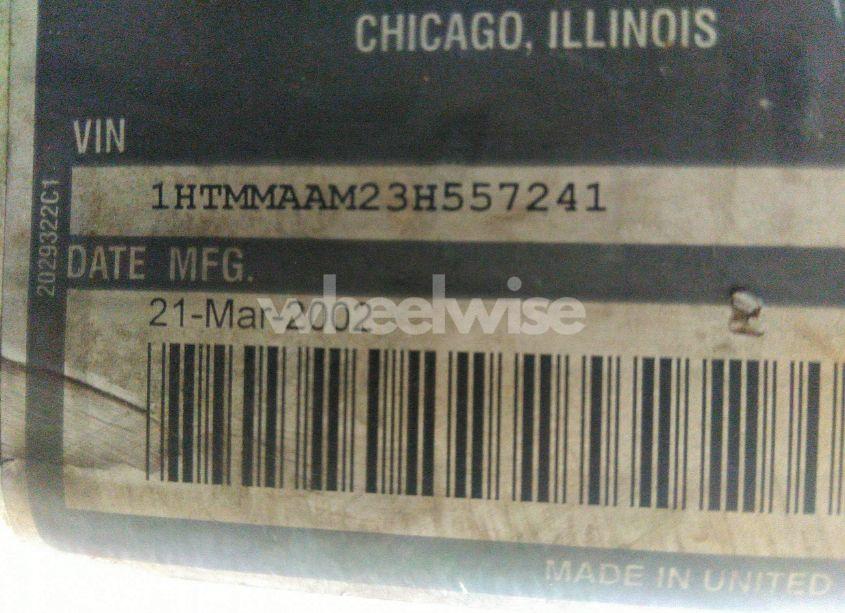 CHICAGO, ILLINOIS
VIN
1HTMMAAM23H557241
2029322C1
DATE MFG.
21-Mar-2002
wheelwise
MADE IN UNITED